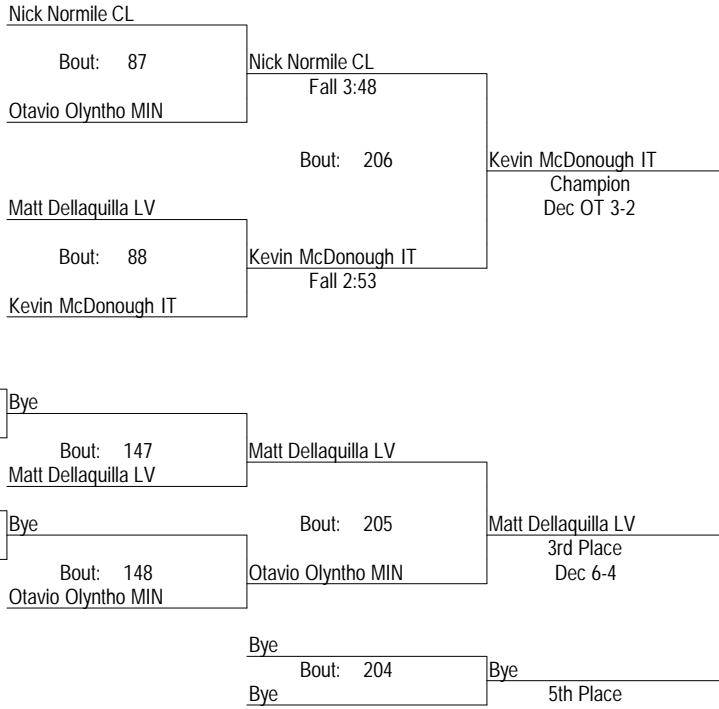 Nick Normile CL
Bout: 87
Nick Normile CL
Fall 3:48
Otavio Olyntho MIN
Bout: 206
Kevin McDonough IT
Champion
Dec OT 3-2
Matt Dellaquilla LV
Bout: 88
Kevin McDonough IT
Fall 2:53
Kevin McDonough IT
Bye
Bout: 147
Matt Dellaquilla LV
Matt Dellaquilla LV
Bye
Bout: 205
Matt Dellaquilla LV
3rd Place
Dec 6-4
Bout: 148
Otavio Olyntho MIN
Otavio Olyntho MIN
Bye
Bout: 204
Bye
Bye
5th Place